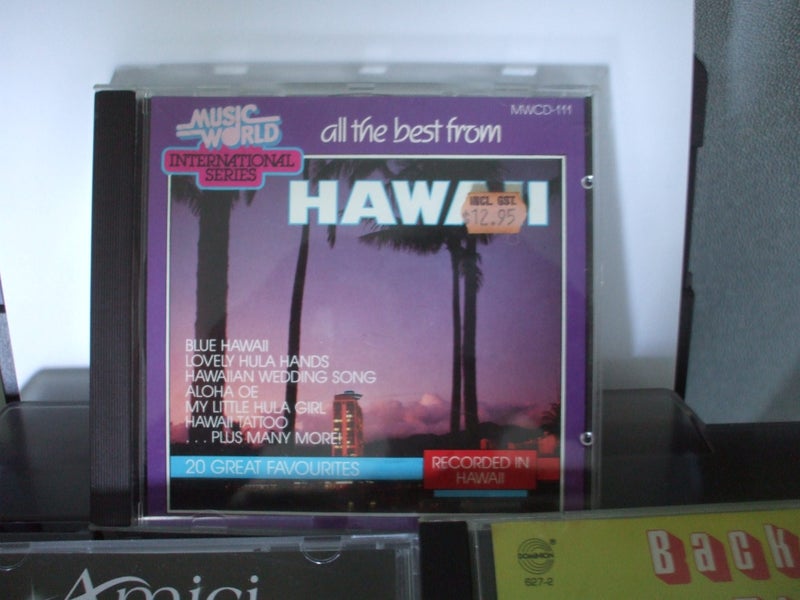 MUSIC
WORLD
INTERNATIONAL
SERIES
all the best from
MWCD-111
HAWAII
INCL. GST.
$12.95
BLUE HAWAII
LOVELY HULA HANDS
HAWAIIAN WEDDING SONG
ALOHA OE
MY LITTLE HULA GIRL
HAWAII TATTOO
. . . PLUS MANY MORE!
20 GREAT FAVOURITES
RECORDED IN
HAWAII
Amici
DOMINION
627-2
Back